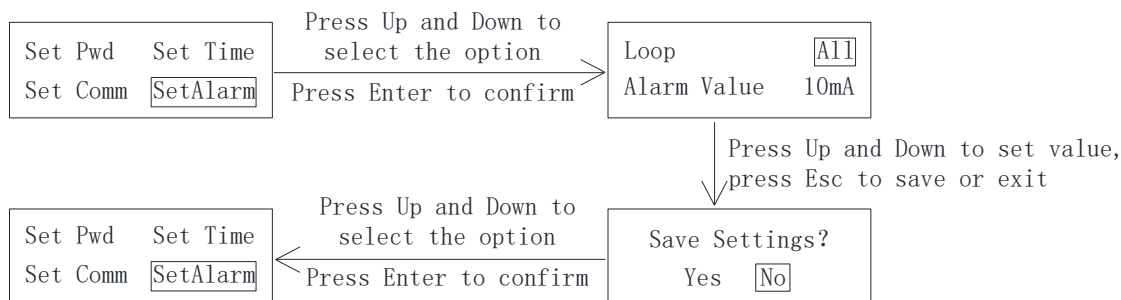 Set Pwd Set Time
Set Comm SetAlarm
Press Up and Down to
select the option
Press Enter to confirm
Loop All
Alarm Value 10mA
Press Up and Down to set value,
press Esc to save or exit
Save Settings?
Yes No
Press Up and Down to
select the option
Press Enter to confirm
Set Pwd Set Time
Set Comm SetAlarm